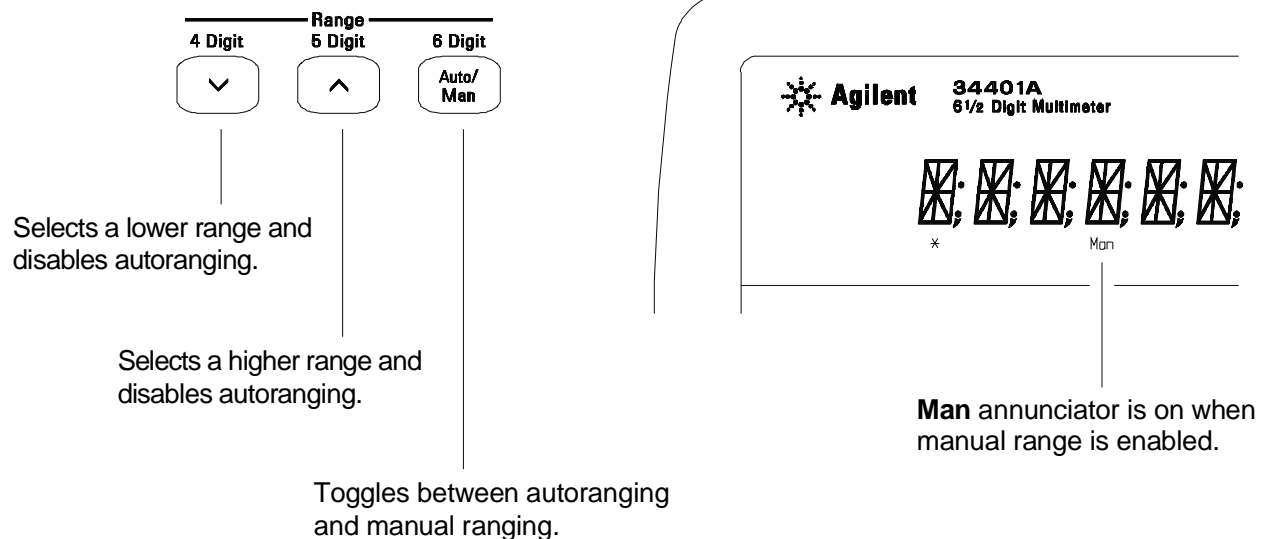 Range
4 Digit 5 Digit 6 Digit
Auto/
Man
Selects a lower range and
disables autoranging.
Selects a higher range and
disables autoranging.
Toggles between autoranging
and manual ranging.
Agilent 34401A
6½ Digit Multimeter
* Man
Man annunciator is on when
manual range is enabled.